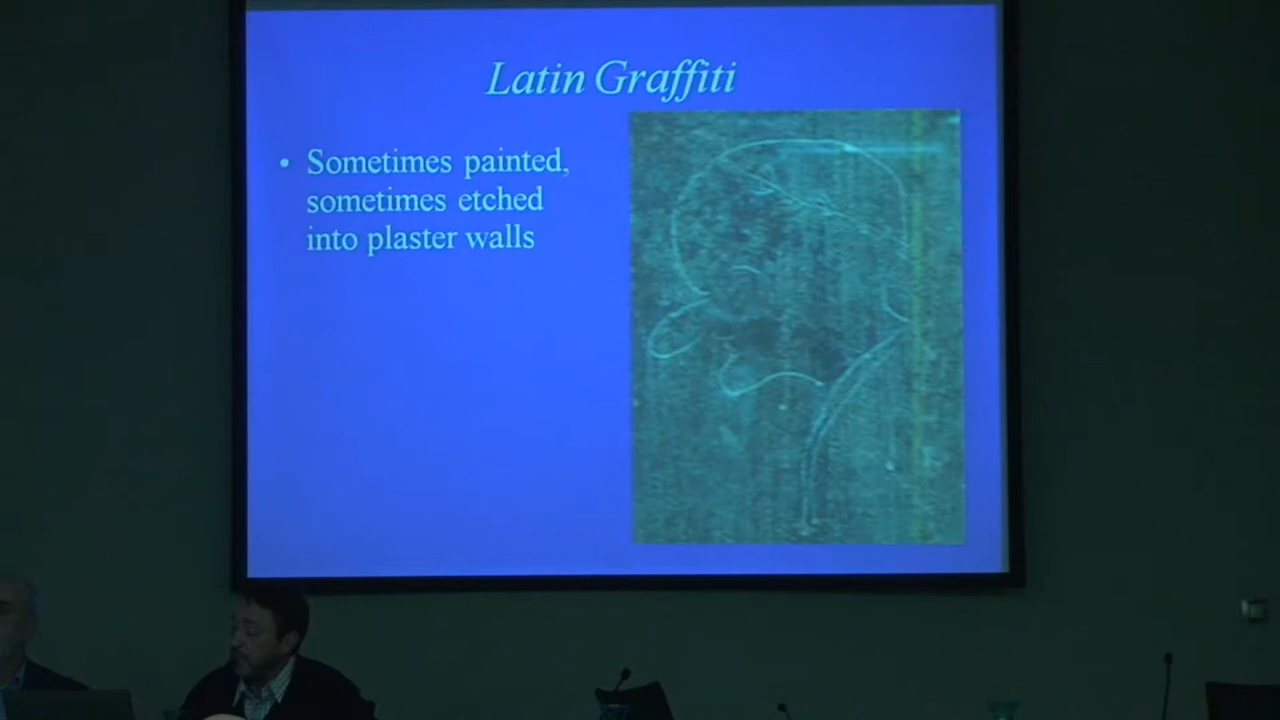 Latin Graffiti
• Sometimes painted,
sometimes etched
into plaster walls